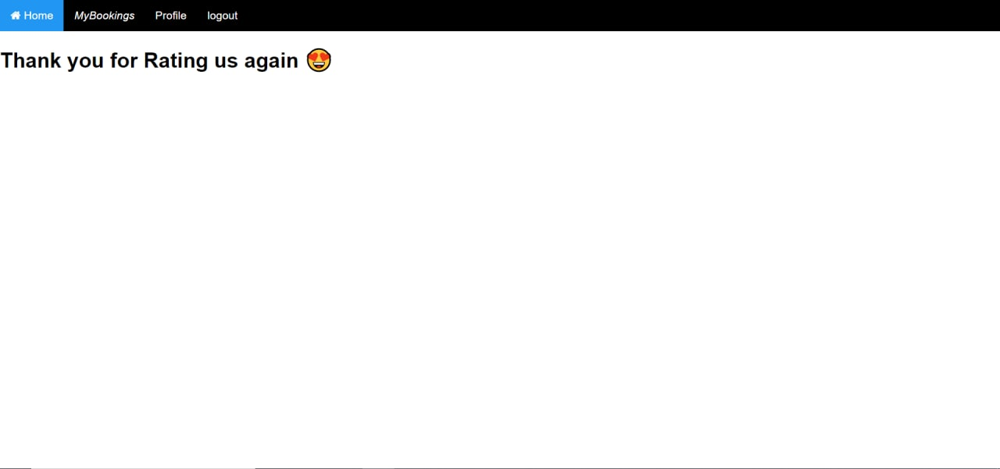 Home MyBookings Profile logout
Thank you for Rating us again 😍